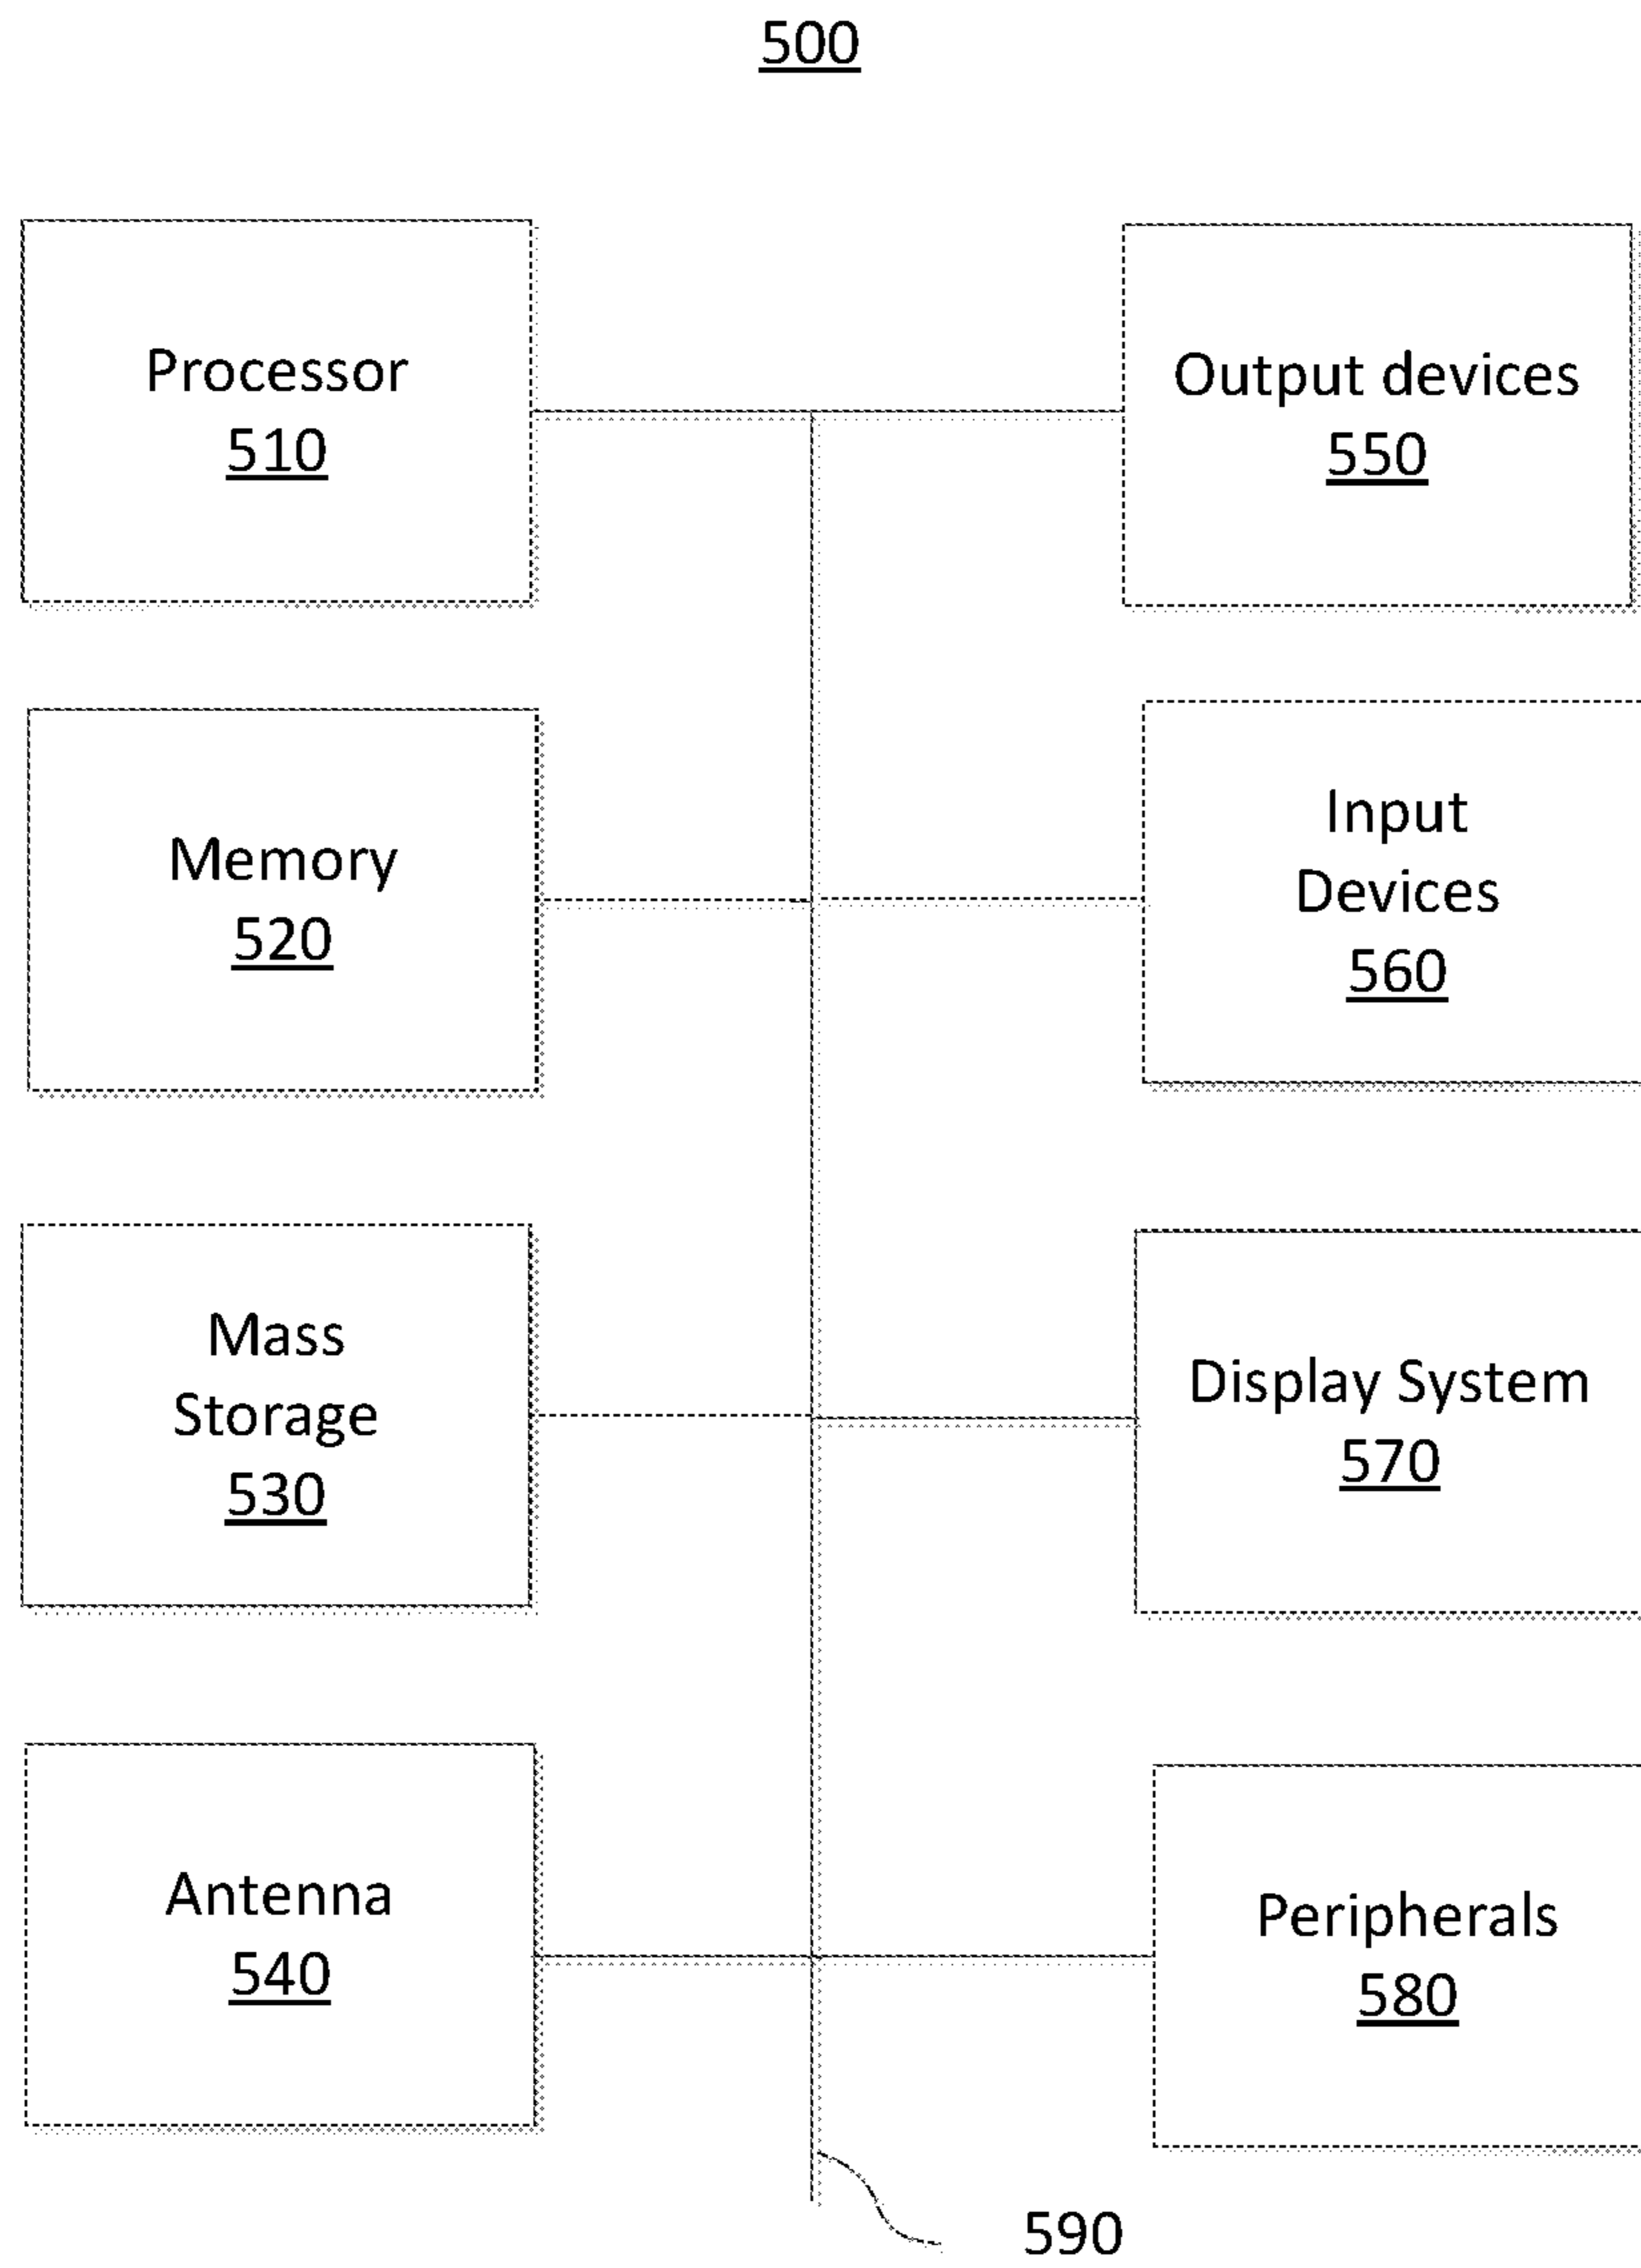 500
Processor
510
Output devices
550
Memory
520
Input
Devices
560
Mass
Storage
530
Display System
570
Antenna
540
Peripherals
580
590